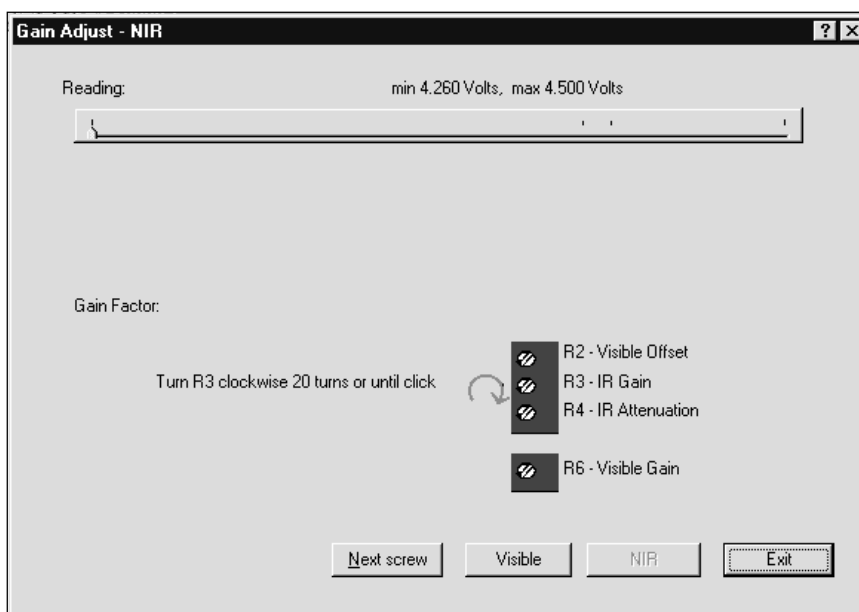 Gain Adjust - NIR
Reading: min 4.260 Volts, max 4.500 Volts
Gain Factor:
R2 - Visible Offset
Turn R3 clockwise 20 turns or until click R3 - IR Gain
R4 - IR Attenuation
R6 - Visible Gain
Next screw Visible NIR Exit